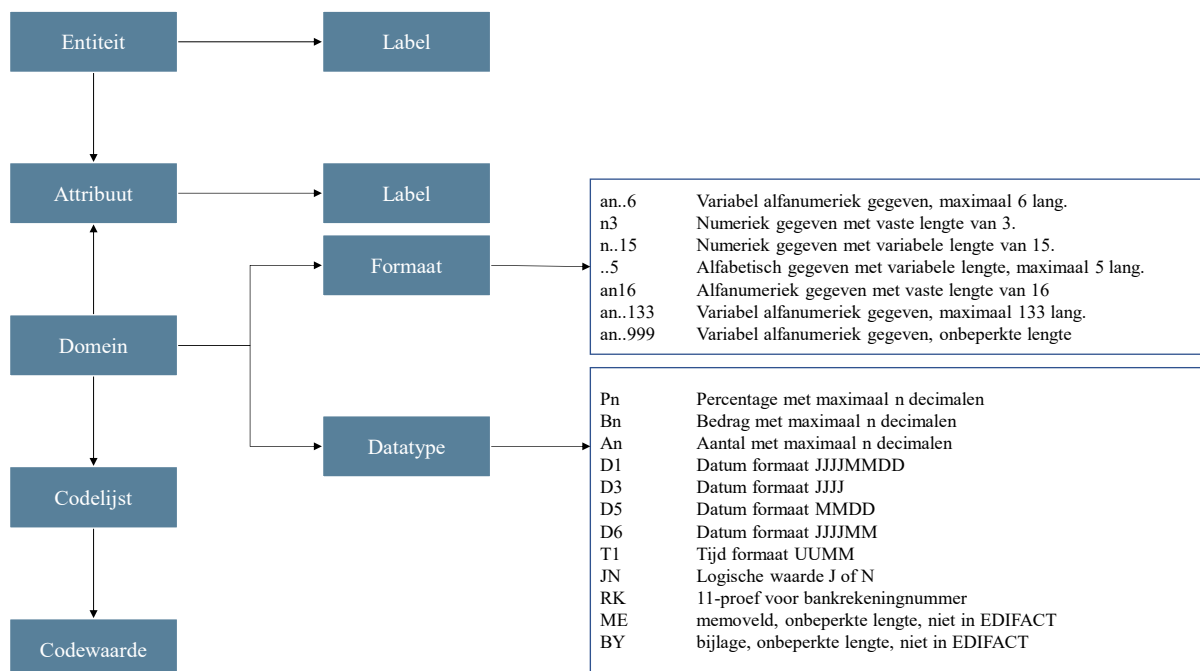 Entiteit
Label
Attribuut
Label
Formaat
an..6 Variabel alfanumeriek gegeven, maximaal 6 lang.
n3 Numeriek gegeven met vaste lengte van 3.
n..15 Numeriek gegeven met variabele lengte van 15.
..5 Alfabetisch gegeven met variabele lengte, maximaal 5 lang.
an16 Alfanumeriek gegeven met vaste lengte van 16
an..133 Variabel alfanumeriek gegeven, maximaal 133 lang.
an..999 Variabel alfanumeriek gegeven, onbeperkte lengte
Domein
Datatype
Pn Percentage met maximaal n decimalen
Bn Bedrag met maximaal n decimalen
An Aantal met maximaal n decimalen
D1 Datum formaat JJJJMMDD
D3 Datum formaat JJJJ
D5 Datum formaat MMDD
D6 Datum formaat JJJJMM
T1 Tijd formaat UUMM
JN Logische waarde J of N
RK 11-proef voor bankrekeningnummer
ME memoveld, onbeperkte lengte, niet in EDIFACT
BY bijlage, onbeperkte lengte, niet in EDIFACT
Codelijst
Codewaarde